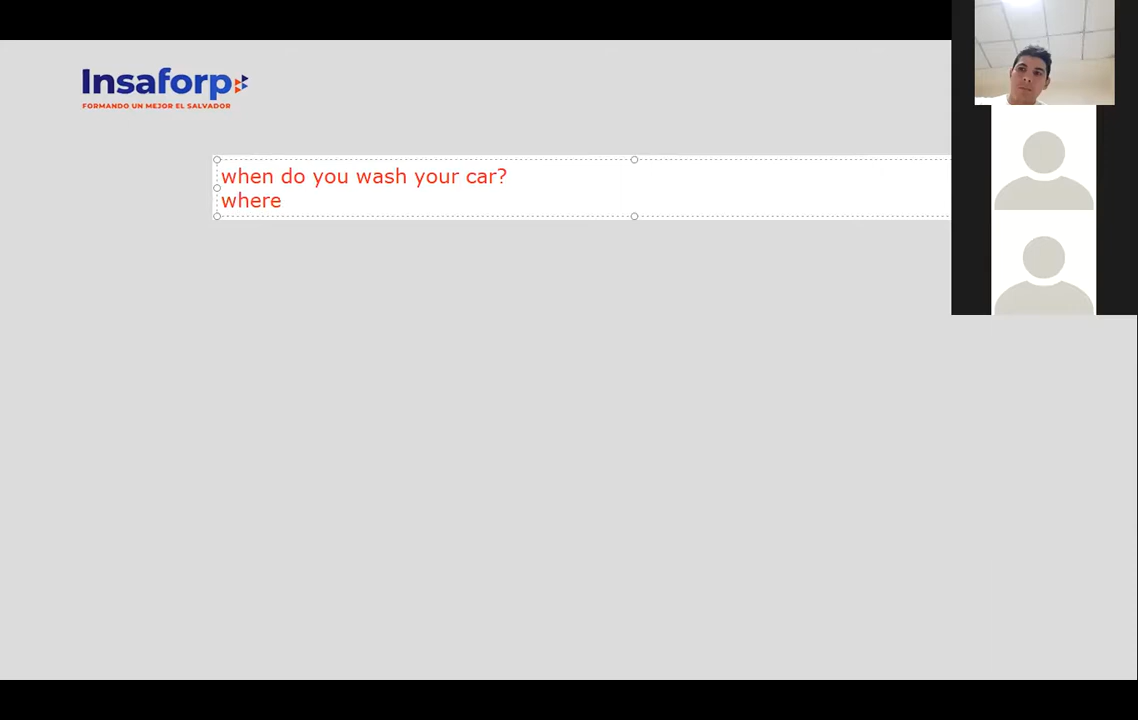 Insaforp
FORMANDO UN MEJOR EL SALVADOR
when do you wash your car?
where